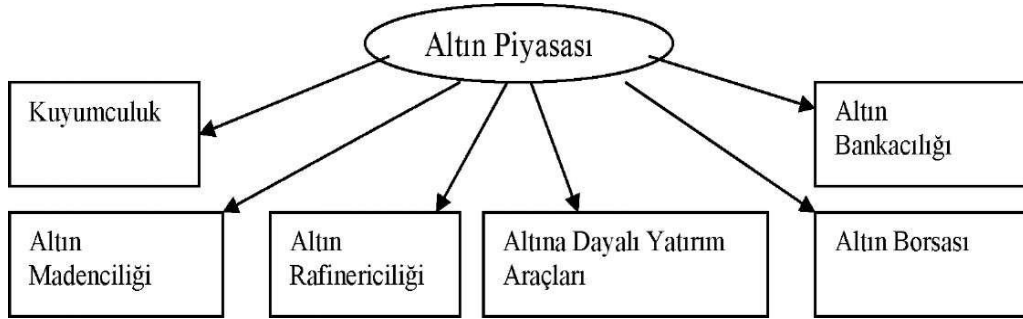 Altın Piyasası
Kuyumculuk
Altın
Bankacılığı
Altın
Madenciliği
Altın
Rafinericiliği
Altına Dayalı Yatırım
Araçları
Altın Borsası